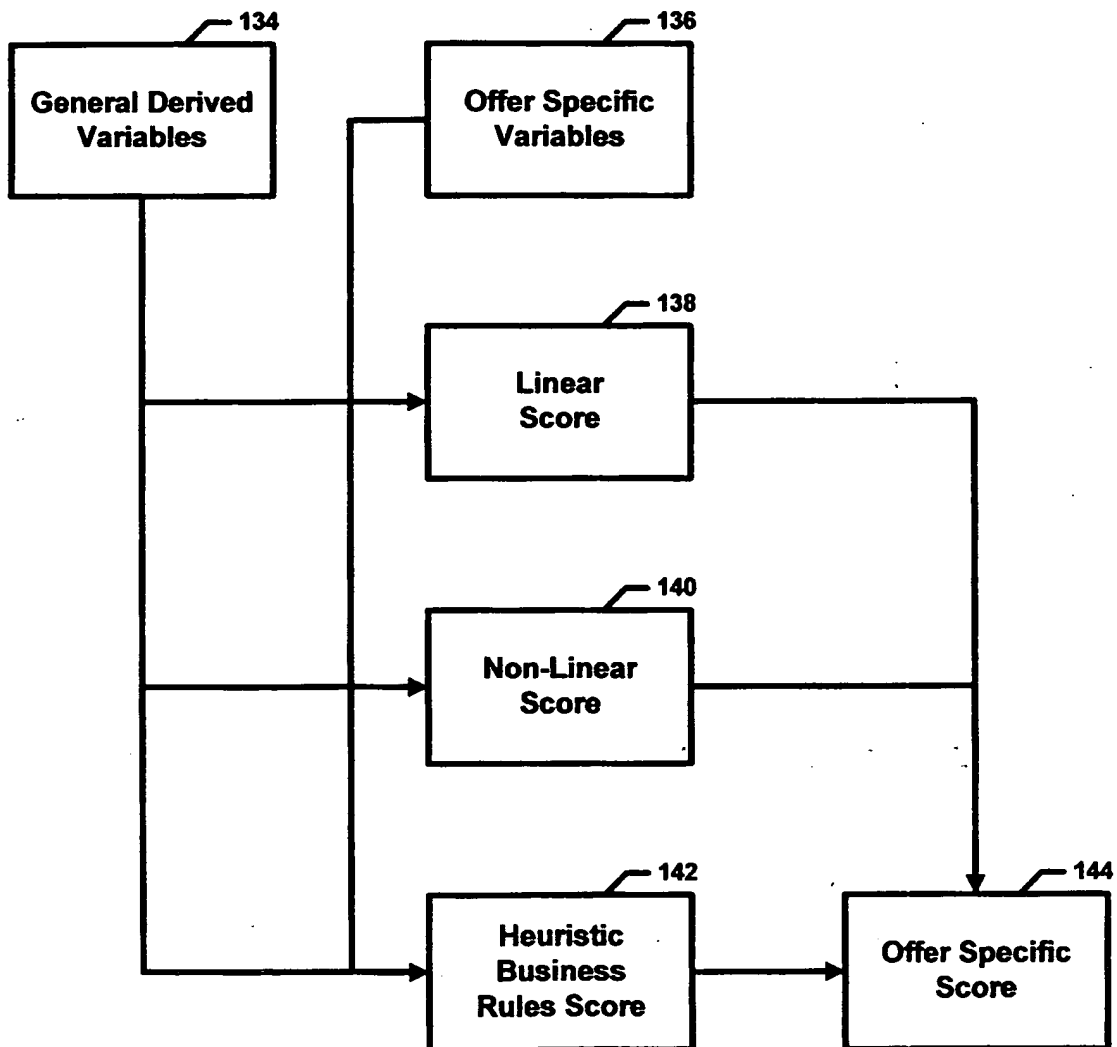 134
General Derived
Variables
136
Offer Specific
Variables
138
Linear
Score
140
Non-Linear
Score
142
Heuristic
Business
Rules Score
144
Offer Specific
Score